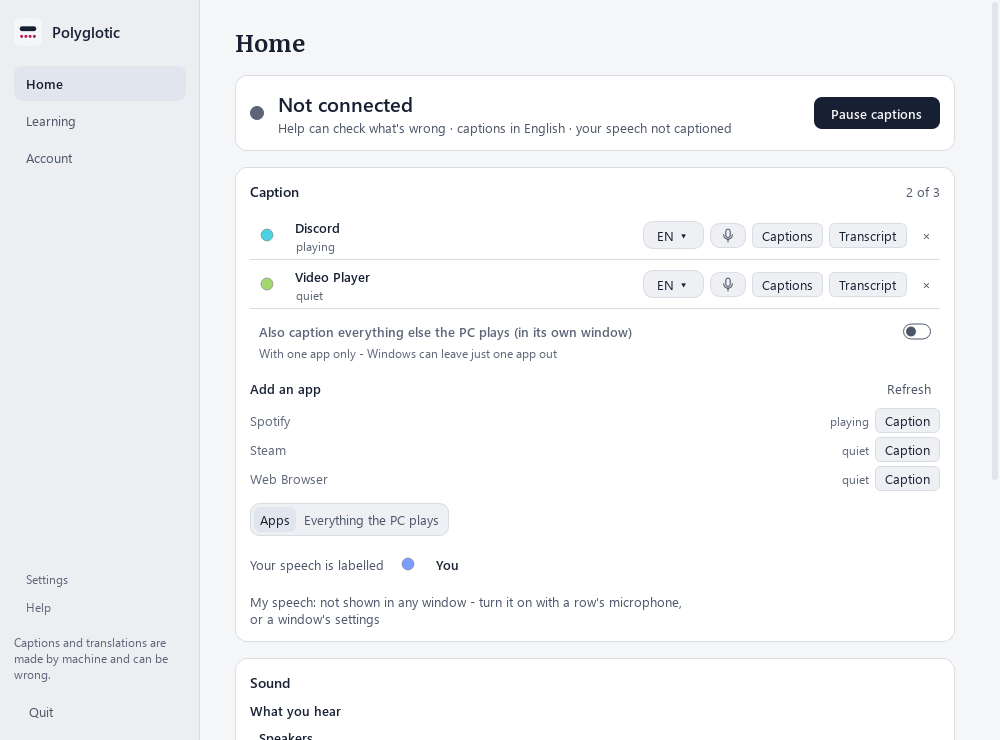 Polyglotic
Home
Learning
Account
Settings
Help
Captions and translations are
made by machine and can be
wrong.
Quit
Home
Not connected
Help can check what's wrong · captions in English · your speech not captioned
Pause captions
Caption
2 of 3
Discord
playing
EN ▾
Captions
Transcript
×
Video Player
quiet
EN ▾
Captions
Transcript
×
Also caption everything else the PC plays (in its own window)
With one app only - Windows can leave just one app out
Add an app
Refresh
Spotify
playing
Caption
Steam
quiet
Caption
Web Browser
quiet
Caption
Apps
Everything the PC plays
Your speech is labelled
You
My speech: not shown in any window - turn it on with a row's microphone,
or a window's settings
Sound
What you hear
Speakers